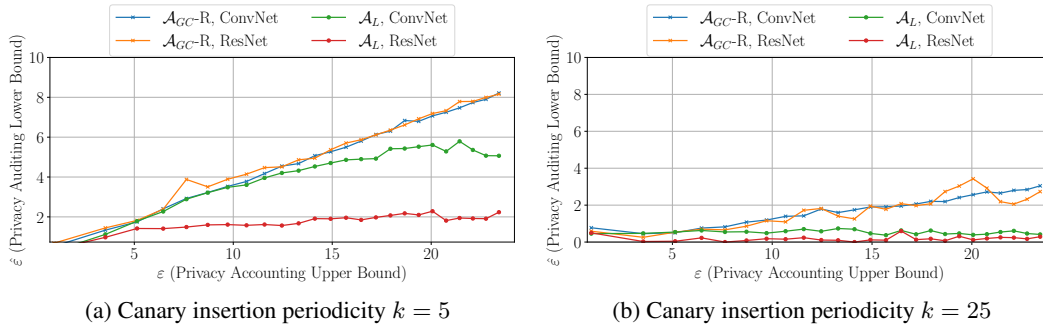 𝒜_GC-R, ConvNet 𝒜_L, ConvNet
𝒜_GC-R, ResNet 𝒜_L, ResNet
ε̂ (Privacy Auditing Lower Bound)
10
8
6
4
2
5 10 15 20
ε (Privacy Accounting Upper Bound)
(a) Canary insertion periodicity k = 5
𝒜_GC-R, ConvNet 𝒜_L, ConvNet
𝒜_GC-R, ResNet 𝒜_L, ResNet
ε̂ (Privacy Auditing Lower Bound)
10
8
6
4
2
0
5 10 15 20
ε (Privacy Accounting Upper Bound)
(b) Canary insertion periodicity k = 25